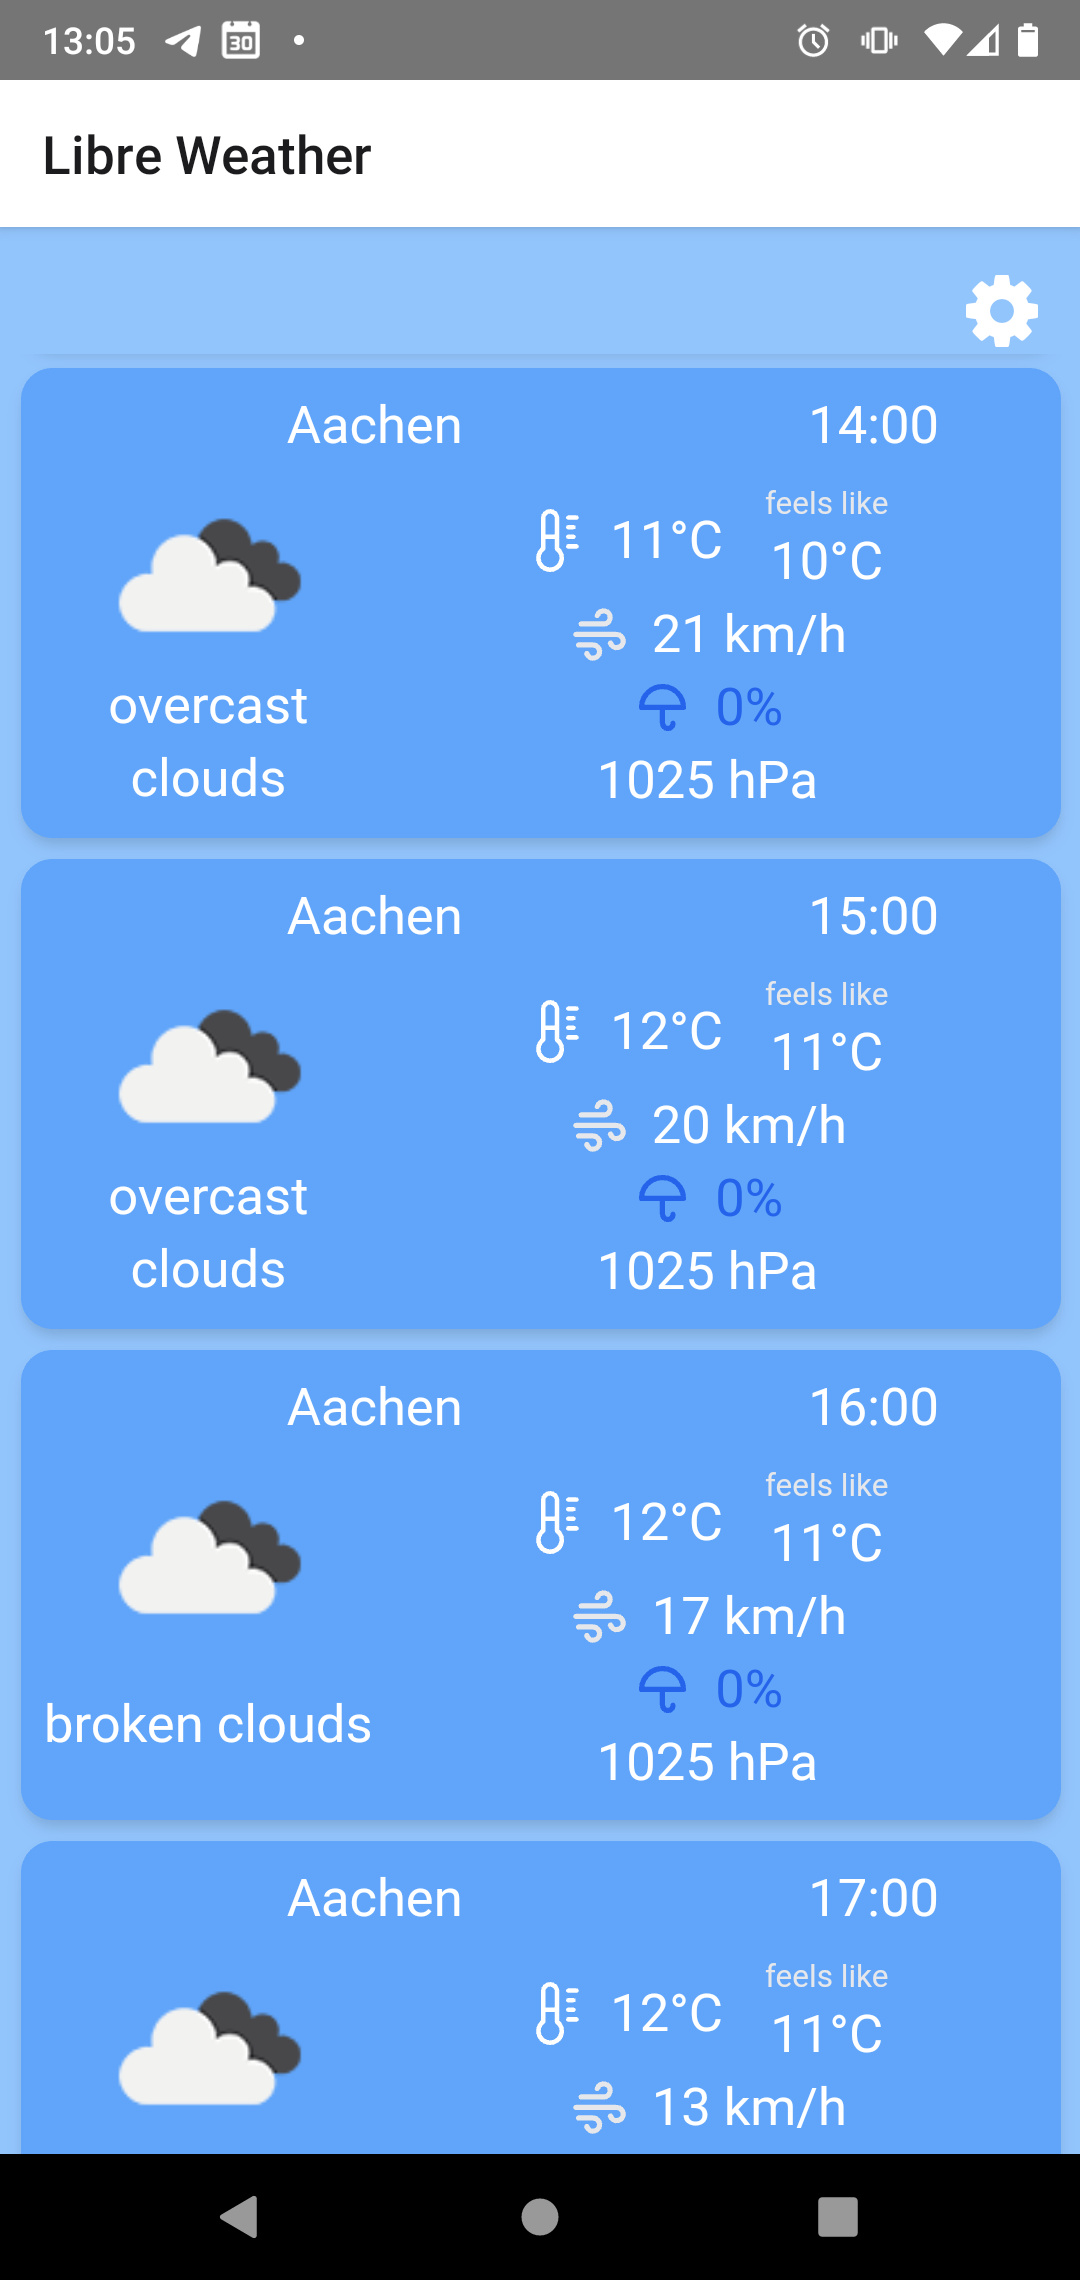 13:05
30
Libre Weather
Aachen 14:00
feels like
11°C 10°C
21 km/h
0%
overcast
clouds
1025 hPa
Aachen 15:00
feels like
12°C 11°C
20 km/h
0%
overcast
clouds
1025 hPa
Aachen 16:00
feels like
12°C 11°C
17 km/h
0%
broken clouds
1025 hPa
Aachen 17:00
feels like
12°C 11°C
13 km/h